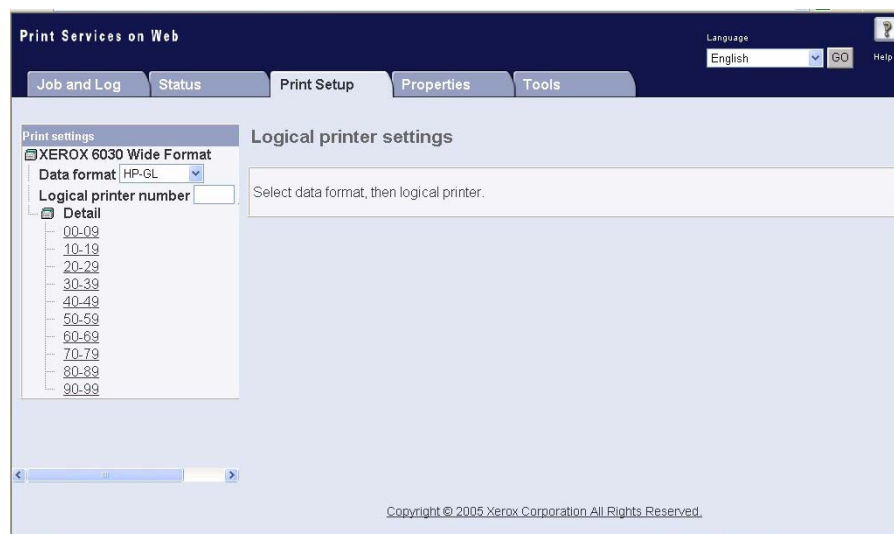 Print Services on Web
Language
English GO Help
Job and Log Status Print Setup Properties Tools
Print settings
XEROX 6030 Wide Format
Data format HP-GL
Logical printer number
Detail
00-09
10-19
20-29
30-39
40-49
50-59
60-69
70-79
80-89
90-99
Logical printer settings
Select data format, then logical printer.
Copyright © 2005 Xerox Corporation All Rights Reserved.